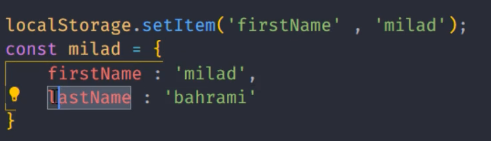 localStorage.setItem('firstName' , 'milad');
const milad = {
    firstName : 'milad',
    lastName : 'bahrami'
}